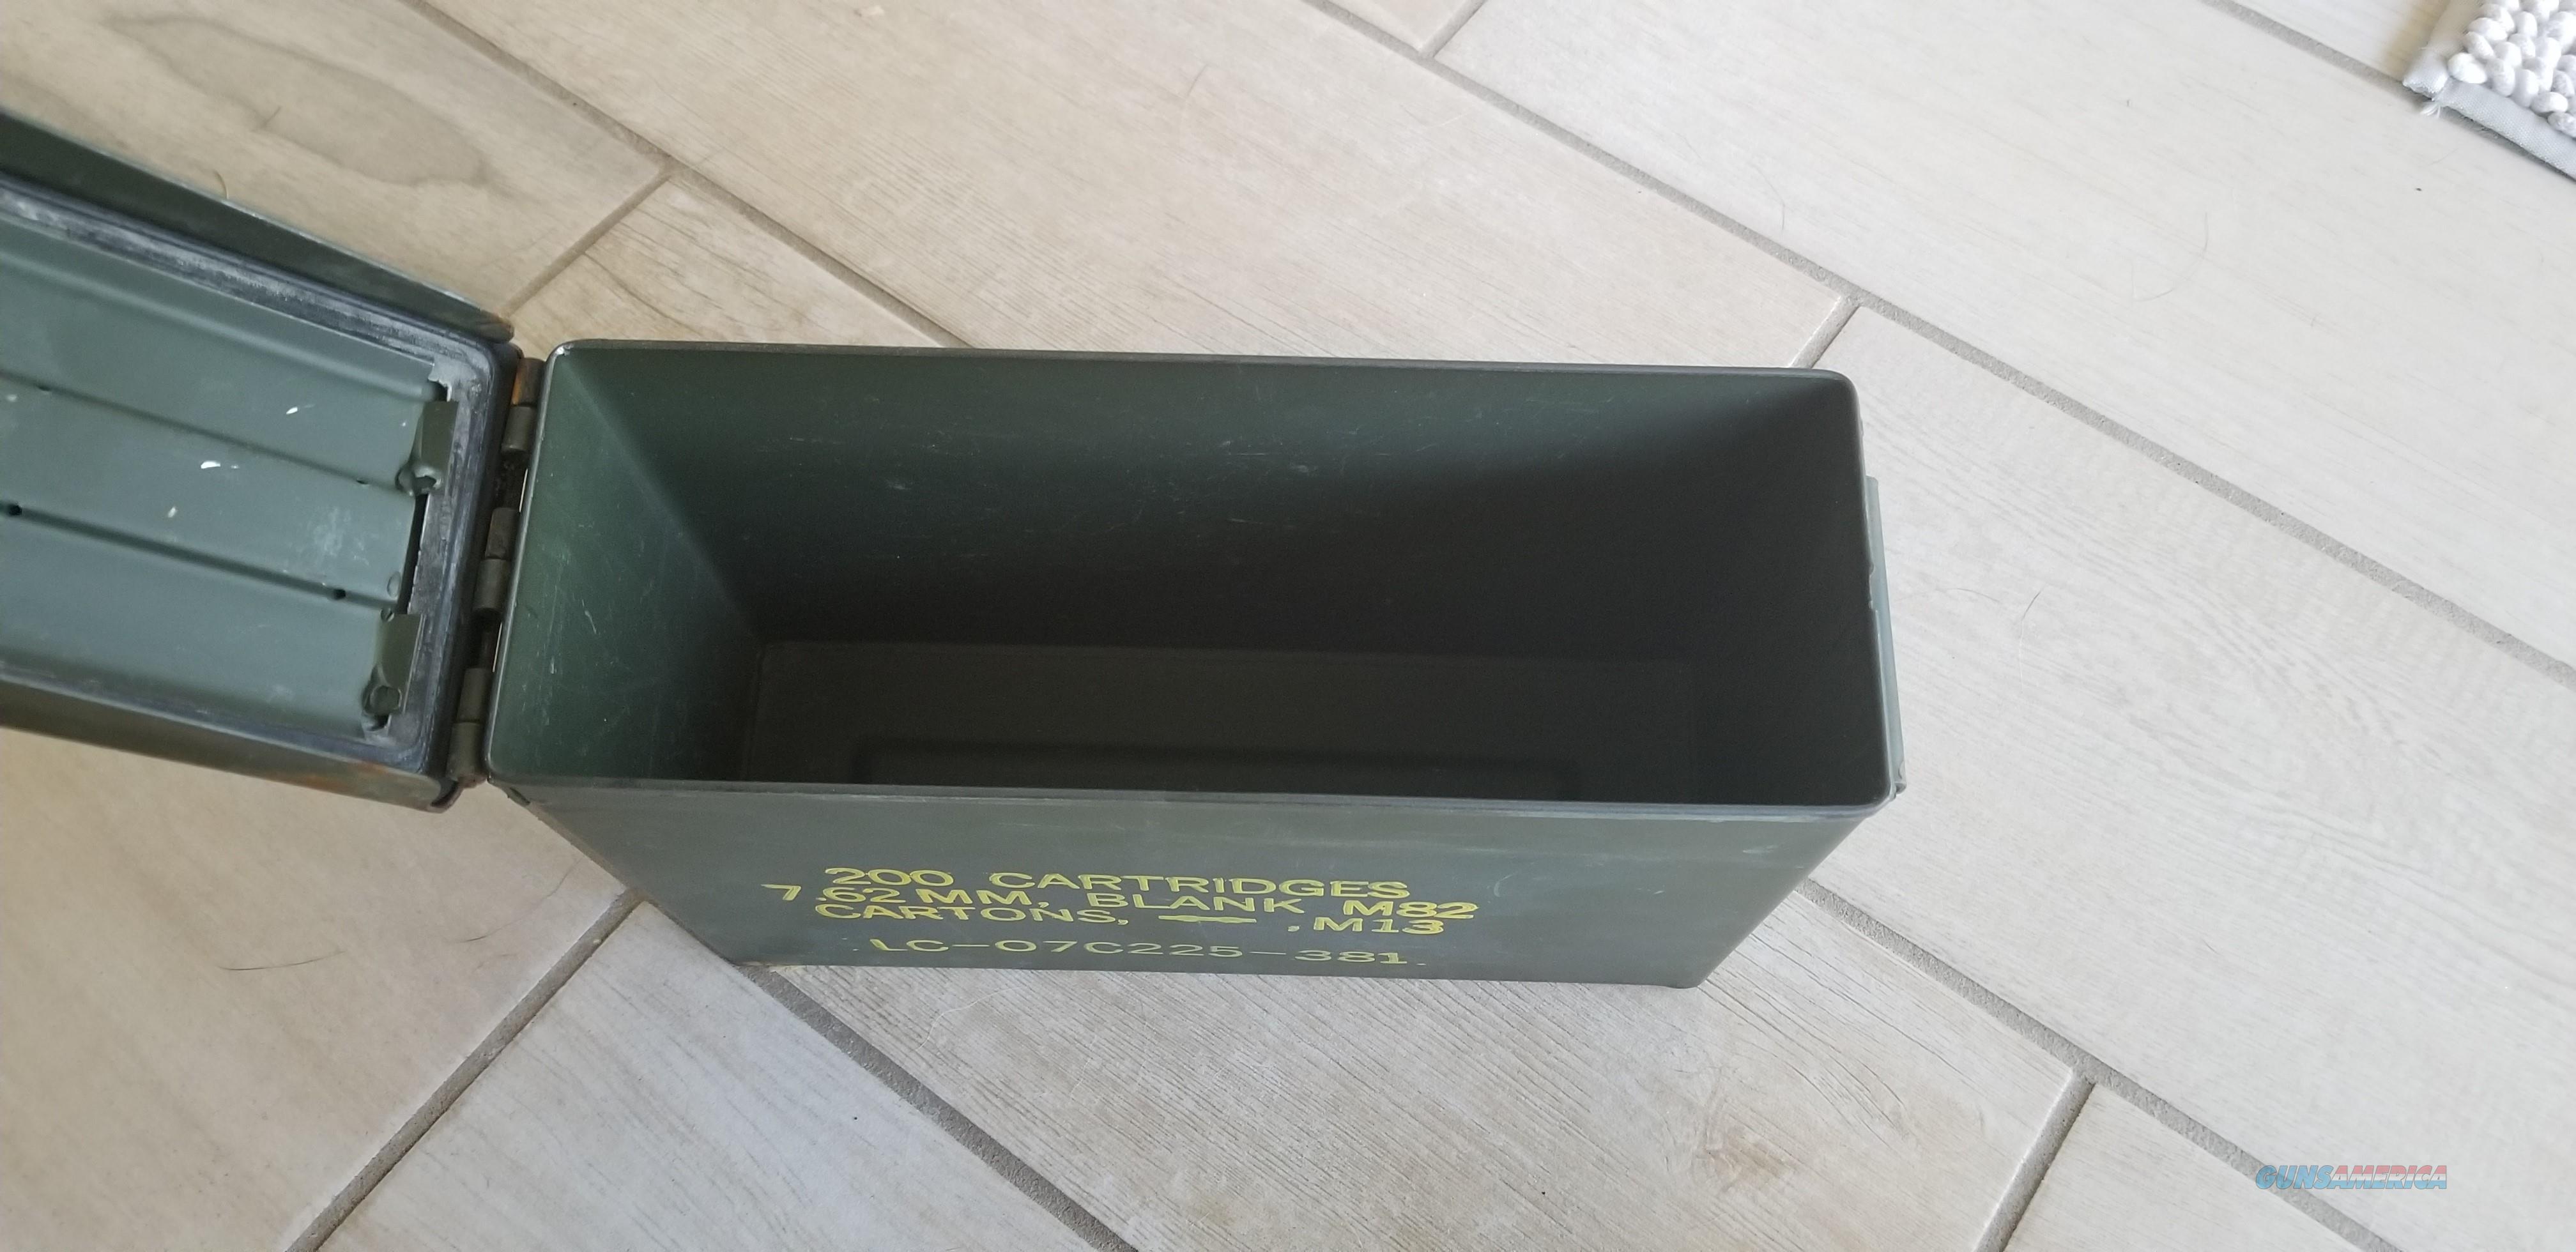 200 CARTRIDGES
7.62MM, BLANK M82
CARTONS, , M13
LC-07C225-381
GUNSAMERICA